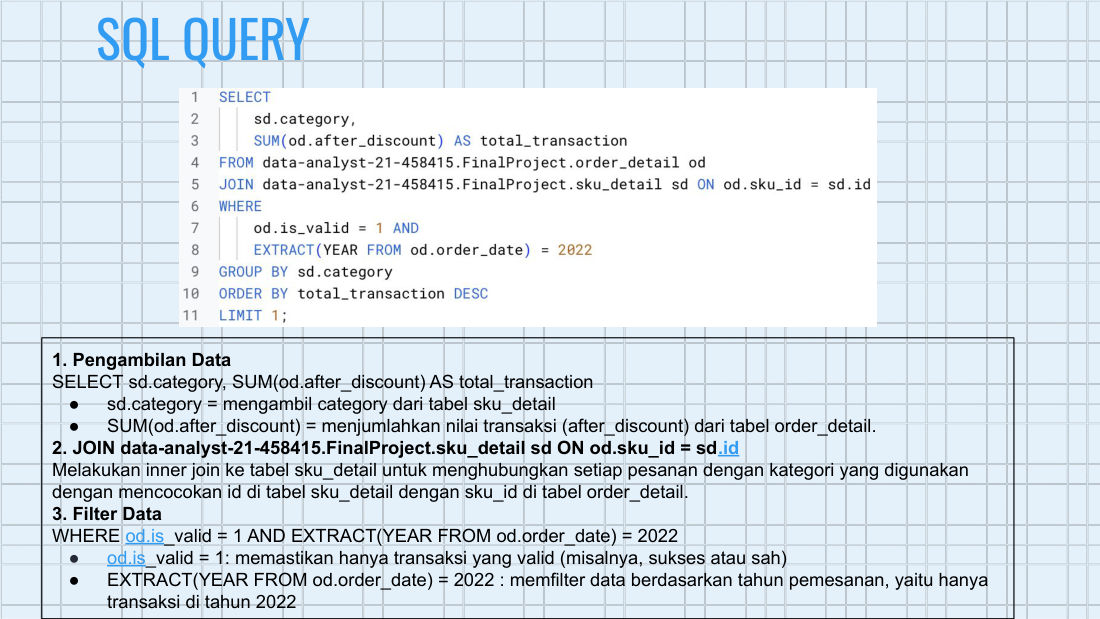 SQL QUERY
1 SELECT
2 sd.category,
3 SUM(od.after_discount) AS total_transaction
4 FROM data-analyst-21-458415.FinalProject.order_detail od
5 JOIN data-analyst-21-458415.FinalProject.sku_detail sd ON od.sku_id = sd.id
6 WHERE
7 od.is_valid = 1 AND
8 EXTRACT(YEAR FROM od.order_date) = 2022
9 GROUP BY sd.category
10 ORDER BY total_transaction DESC
11 LIMIT 1;
1. Pengambilan Data
SELECT sd.category, SUM(od.after_discount) AS total_transaction
● sd.category = mengambil category dari tabel sku_detail
● SUM(od.after_discount) = menjumlahkan nilai transaksi (after_discount) dari tabel order_detail.
2. JOIN data-analyst-21-458415.FinalProject.sku_detail sd ON od.sku_id = sd.id
Melakukan inner join ke tabel sku_detail untuk menghubungkan setiap pesanan dengan kategori yang digunakan
dengan mencocokan id di tabel sku_detail dengan sku_id di tabel order_detail.
3. Filter Data
WHERE od.is_valid = 1 AND EXTRACT(YEAR FROM od.order_date) = 2022
● od.is_valid = 1: memastikan hanya transaksi yang valid (misalnya, sukses atau sah)
● EXTRACT(YEAR FROM od.order_date) = 2022 : memfilter data berdasarkan tahun pemesanan, yaitu hanya
transaksi di tahun 2022